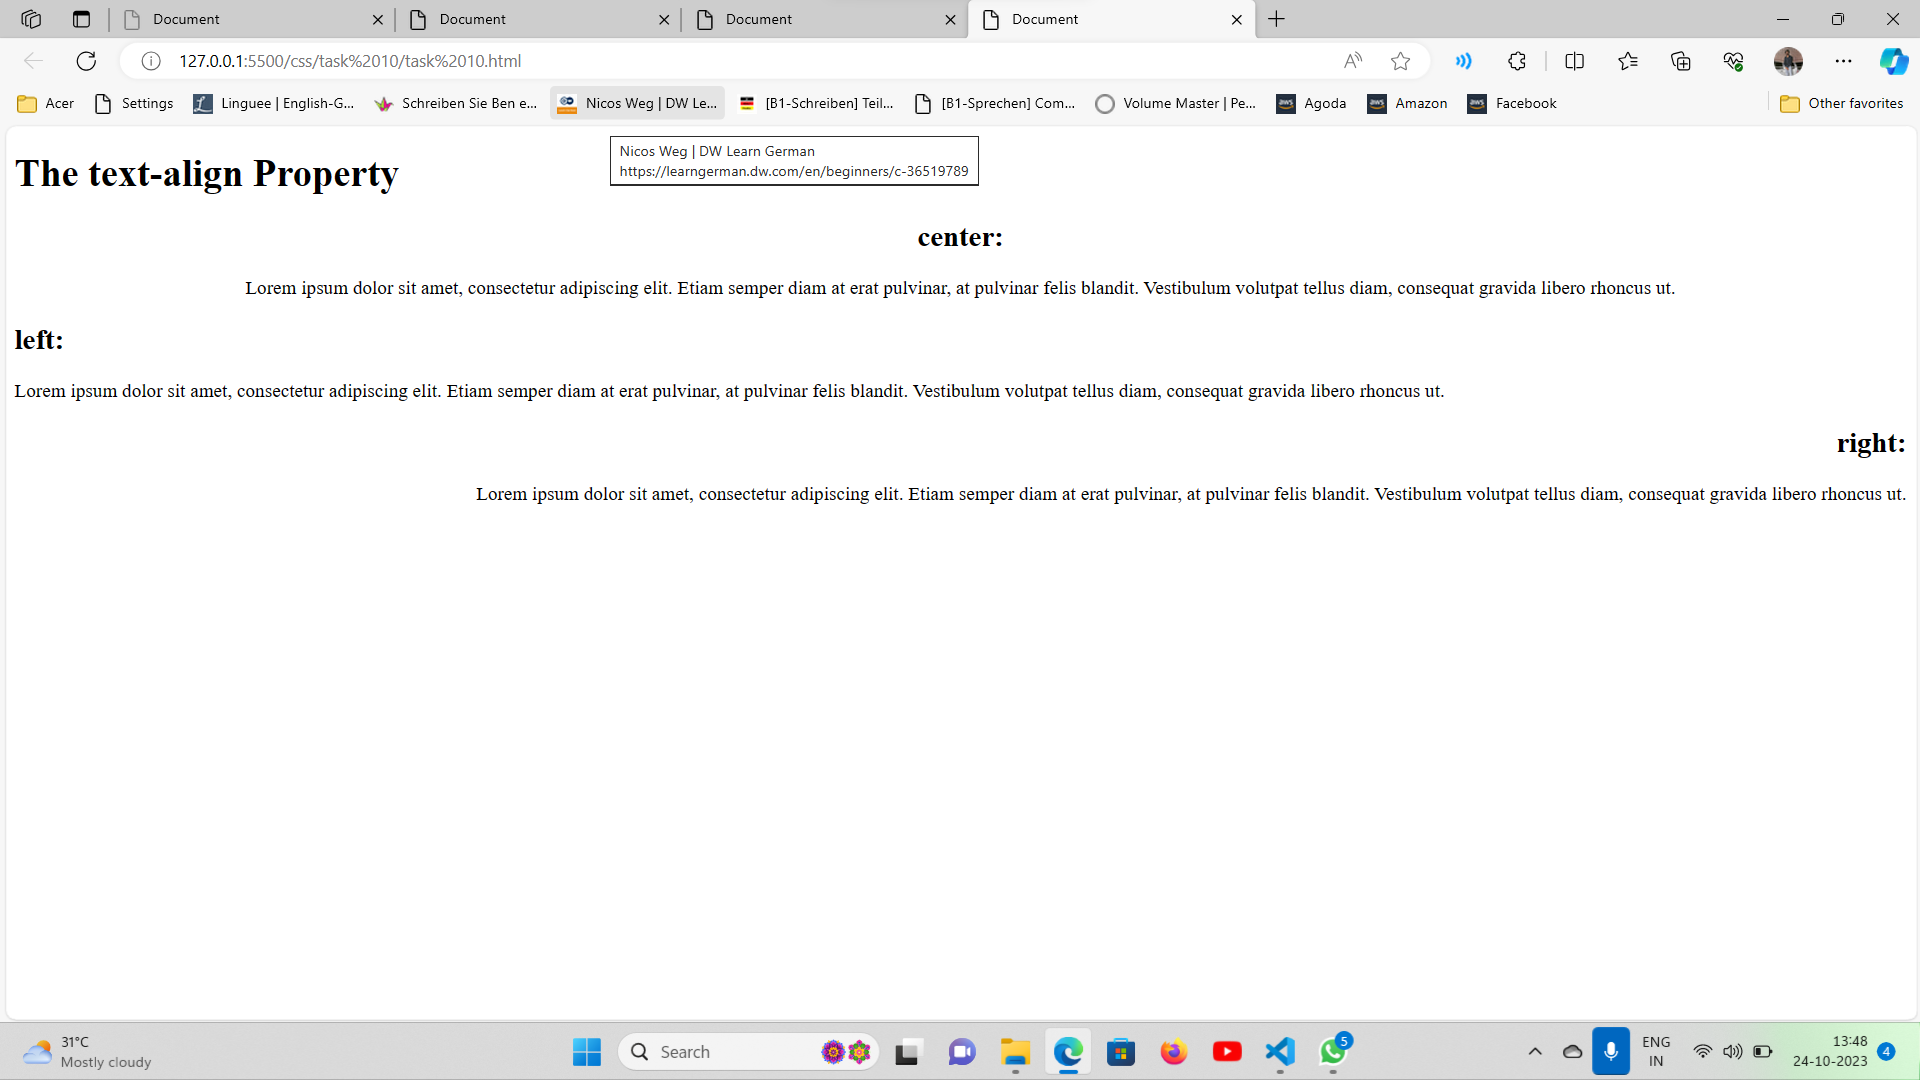 Document
Document
Document
Document
127.0.0.1:5500/css/task%2010/task%2010.html
Acer
Settings
Linguee | English-G...
Schreiben Sie Ben e...
Nicos Weg | DW Le...
[B1-Schreiben] Teil...
[B1-Sprechen] Com...
Volume Master | Pe...
Agoda
Amazon
Facebook
Other favorites
Nicos Weg | DW Learn German
https://learngerman.dw.com/en/beginners/c-36519789
The text-align Property
center:
Lorem ipsum dolor sit amet, consectetur adipiscing elit. Etiam semper diam at erat pulvinar, at pulvinar felis blandit. Vestibulum volutpat tellus diam, consequat gravida libero rhoncus ut.
left:
Lorem ipsum dolor sit amet, consectetur adipiscing elit. Etiam semper diam at erat pulvinar, at pulvinar felis blandit. Vestibulum volutpat tellus diam, consequat gravida libero rhoncus ut.
right:
Lorem ipsum dolor sit amet, consectetur adipiscing elit. Etiam semper diam at erat pulvinar, at pulvinar felis blandit. Vestibulum volutpat tellus diam, consequat gravida libero rhoncus ut.
31°C
Mostly cloudy
Search
5
ENG
IN
13:48
24-10-2023
4